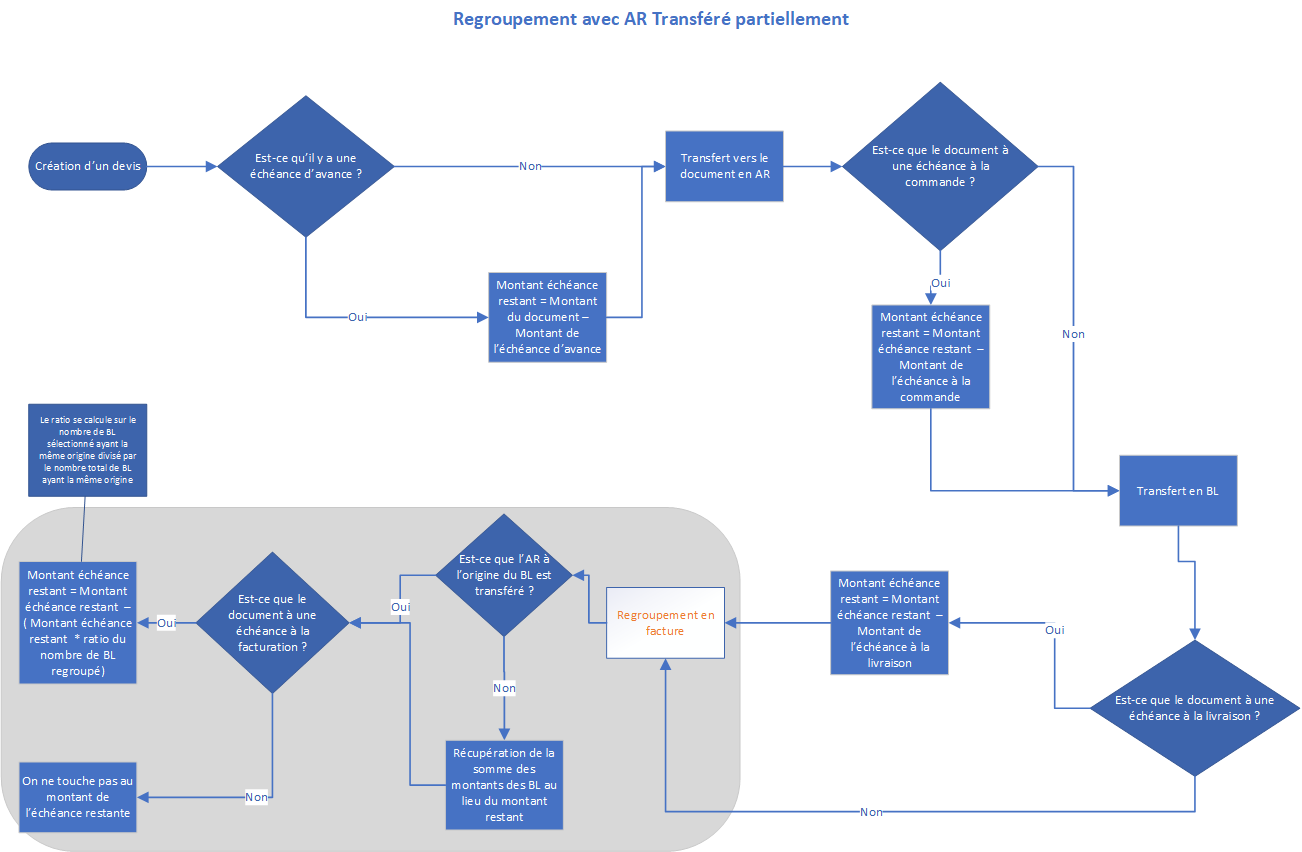 Regroupement avec AR Transféré partiellement
Création d’un devis
Est-ce qu’il y a une
échéance d’avance ?
Non
Oui
Montant échéance
restant = Montant
du document –
Montant de
l’échéance d’avance
Transfert vers le
document en AR
Est-ce que le document à
une échéance à la
commande ?
Oui
Non
Montant échéance
restant = Montant
échéance restant –
Montant de
l’échéance à la
commande
Transfert en BL
Est-ce que le document à une
échéance à la livraison ?
Oui
Non
Montant échéance
restant = Montant
échéance restant –
Montant de
l’échéance à la
livraison
Regroupement en
facture
Est-ce que l’AR à
l’origine du BL est
transféré ?
Oui
Non
Récupération de la
somme des
montants des BL au
lieu du montant
restant
Est-ce que le
document à une
échéance à la
facturation ?
Oui
Non
Montant échéance
restant = Montant
échéance restant –
( Montant échéance
restant * ratio du
nombre de BL
regroupé)
Le ratio se calcule sur le
nombre de BL
sélectionné ayant la
même origine divisé par
le nombre total de BL
ayant la même origine
On ne touche pas au
montant de
l’échéance restante